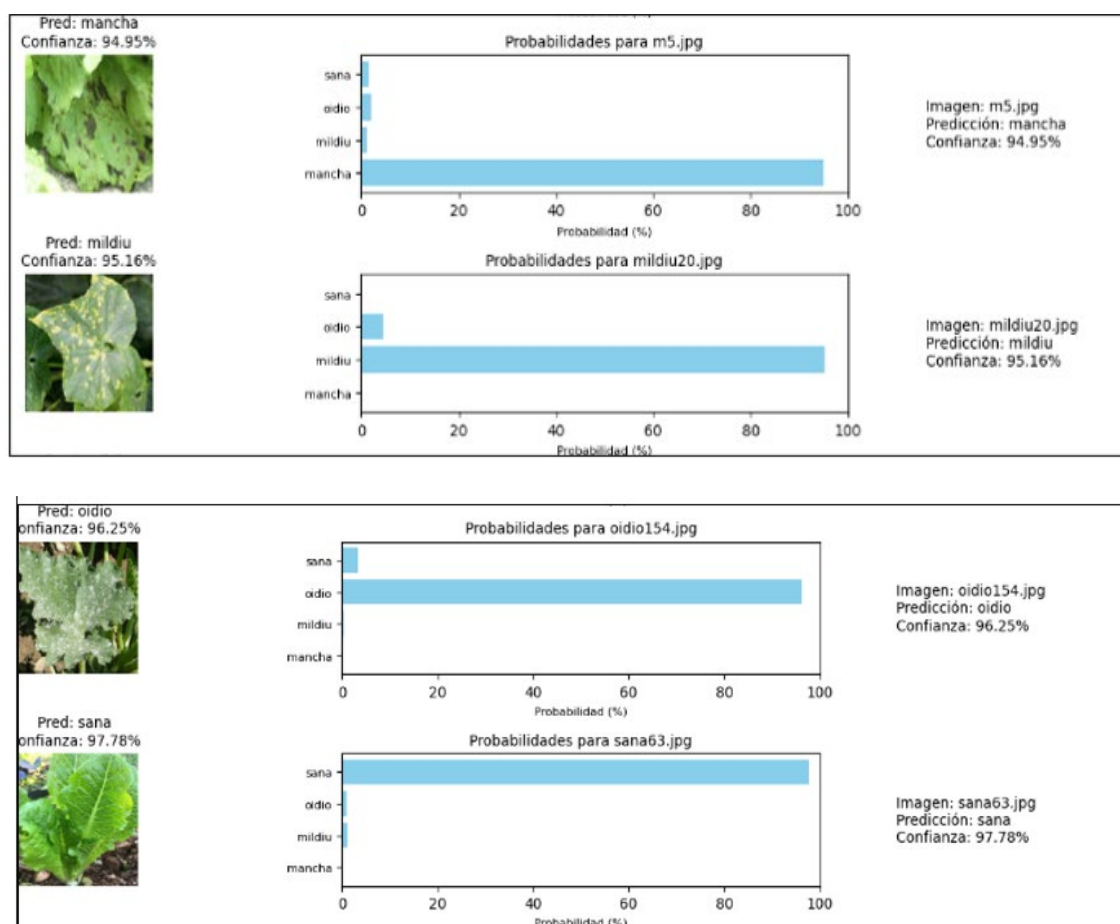 Pred: mancha
Confianza: 94.95%
Probabilidades para m5.jpg
sana
oidio
mildiu
mancha
0 20 40 60 80 100
Probabilidad (%)
Imagen: m5.jpg
Predicción: mancha
Confianza: 94.95%
Pred: mildiu
Confianza: 95.16%
Probabilidades para mildiu20.jpg
sana
oidio
mildiu
mancha
0 20 40 60 80 100
Probabilidad (%)
Imagen: mildiu20.jpg
Predicción: mildiu
Confianza: 95.16%
Pred: oidio
onfianza: 96.25%
Probabilidades para oidio154.jpg
sana
oidio
mildiu
mancha
0 20 40 60 80 100
Probabilidad (%)
Imagen: oidio154.jpg
Predicción: oidio
Confianza: 96.25%
Pred: sana
onfianza: 97.78%
Probabilidades para sana63.jpg
sana
oidio
mildiu
mancha
0 20 40 60 80 100
Probabilidad (%)
Imagen: sana63.jpg
Predicción: sana
Confianza: 97.78%